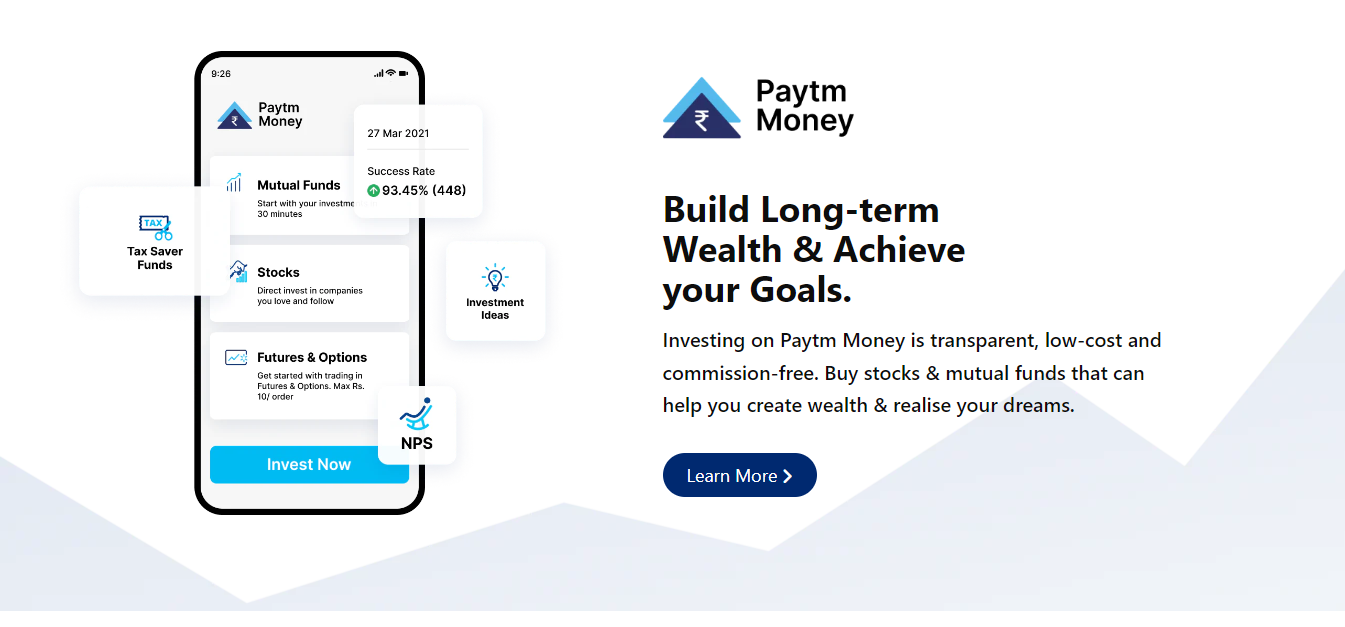 9:26
Paytm
Money
27 Mar 2021
Success Rate
93.45% (448)
Mutual Funds
Start with your
30 minutes
TAX
Tax Saver
Funds
Stocks
Direct invest in companies
you love and follow
Investment
Ideas
Futures & Options
Get started with trading in
Futures & Options. Max Rs.
10/ order
NPS
Invest Now
₹ Paytm
Money
Build Long-term
Wealth & Achieve
your Goals.
Investing on Paytm Money is transparent, low-cost and
commission-free. Buy stocks & mutual funds that can
help you create wealth & realise your dreams.
Learn More